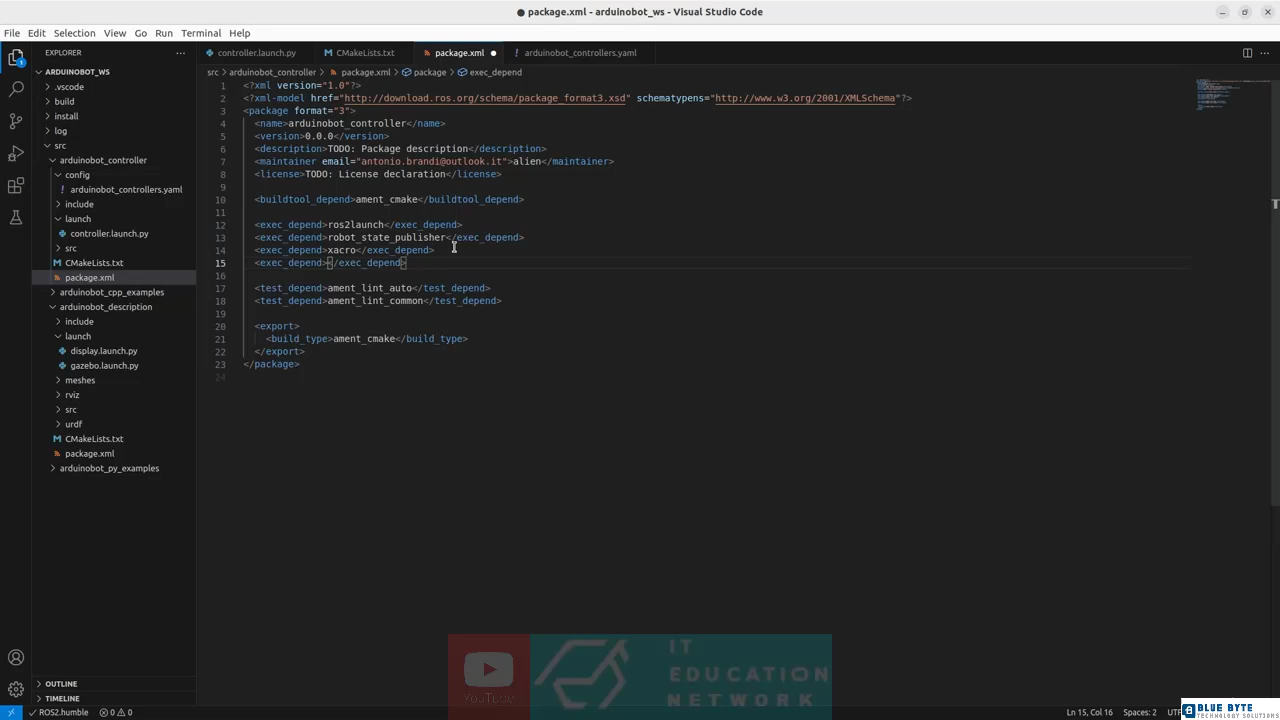 ● package.xml - arduinobot_ws - Visual Studio Code
File Edit Selection View Go Run Terminal Help
EXPLORER
controller.launch.py
CMakeLists.txt
package.xml
arduinobot_controllers.yaml
src > arduinobot_controller > package.xml > package > exec_depend
ARDUINOBOT_WS
.vscode
build
install
log
src
arduinobot_controller
config
arduinobot_controllers.yaml
include
launch
controller.launch.py
src
CMakeLists.txt
package.xml
arduinobot_cpp_examples
arduinobot_description
include
launch
display.launch.py
gazebo.launch.py
meshes
rviz
src
urdf
CMakeLists.txt
package.xml
arduinobot_py_examples
OUTLINE
TIMELINE
1 <?xml version="1.0"?>
2 <?xml-model href="http://download.ros.org/schema/package_format3.xsd" schematypens="http://www.w3.org/2001/XMLSchema"?>
3 <package format="3">
4 <name>arduinobot_controller</name>
5 <version>0.0.0</version>
6 <description>TODO: Package description</description>
7 <maintainer email="antonio.brandi@outlook.it">alien</maintainer>
8 <license>TODO: License declaration</license>
9
10 <buildtool_depend>ament_cmake</buildtool_depend>
11
12 <exec_depend>ros2launch</exec_depend>
13 <exec_depend>robot_state_publisher</exec_depend>
14 <exec_depend>xacro</exec_depend>
15 <exec_depend></exec_depend>
16
17 <test_depend>ament_lint_auto</test_depend>
18 <test_depend>ament_lint_common</test_depend>
19
20 <export>
21 <build_type>ament_cmake</build_type>
22 </export>
23 </package>
24
YouTube
IT
EDUCATION
NETWORK
ROS2.humble 0 0
Ln 15, Col 16 Spaces: 2
BLUE BYTE
TECHNOLOGY SOLUTIONS